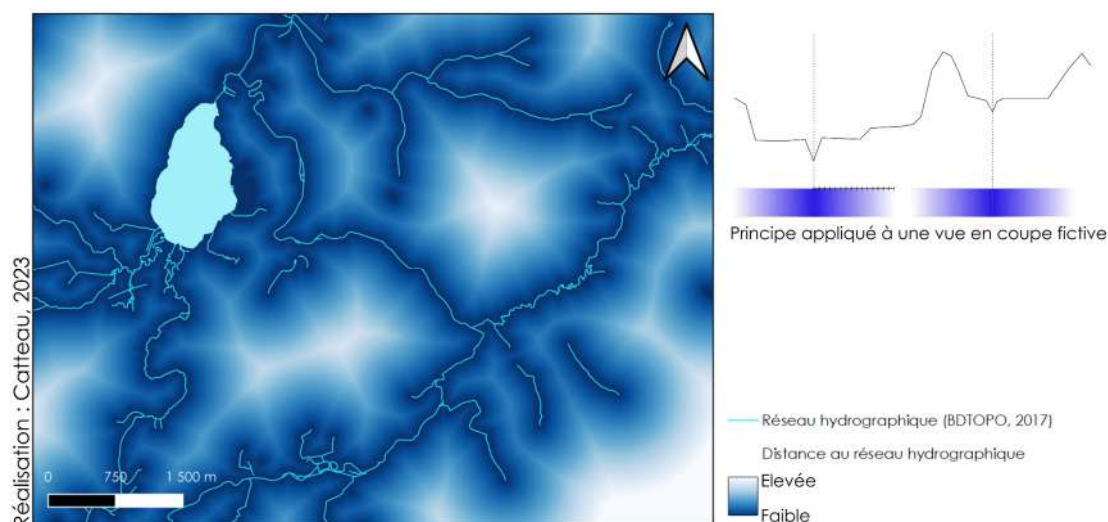 Réalisation : Catteau, 2023
0 750 1 500 m
Principe appliqué à une vue en coupe fictive
Réseau hydrographique (BDTOPO, 2017)
Distance au réseau hydrographique
Elevée
Faible